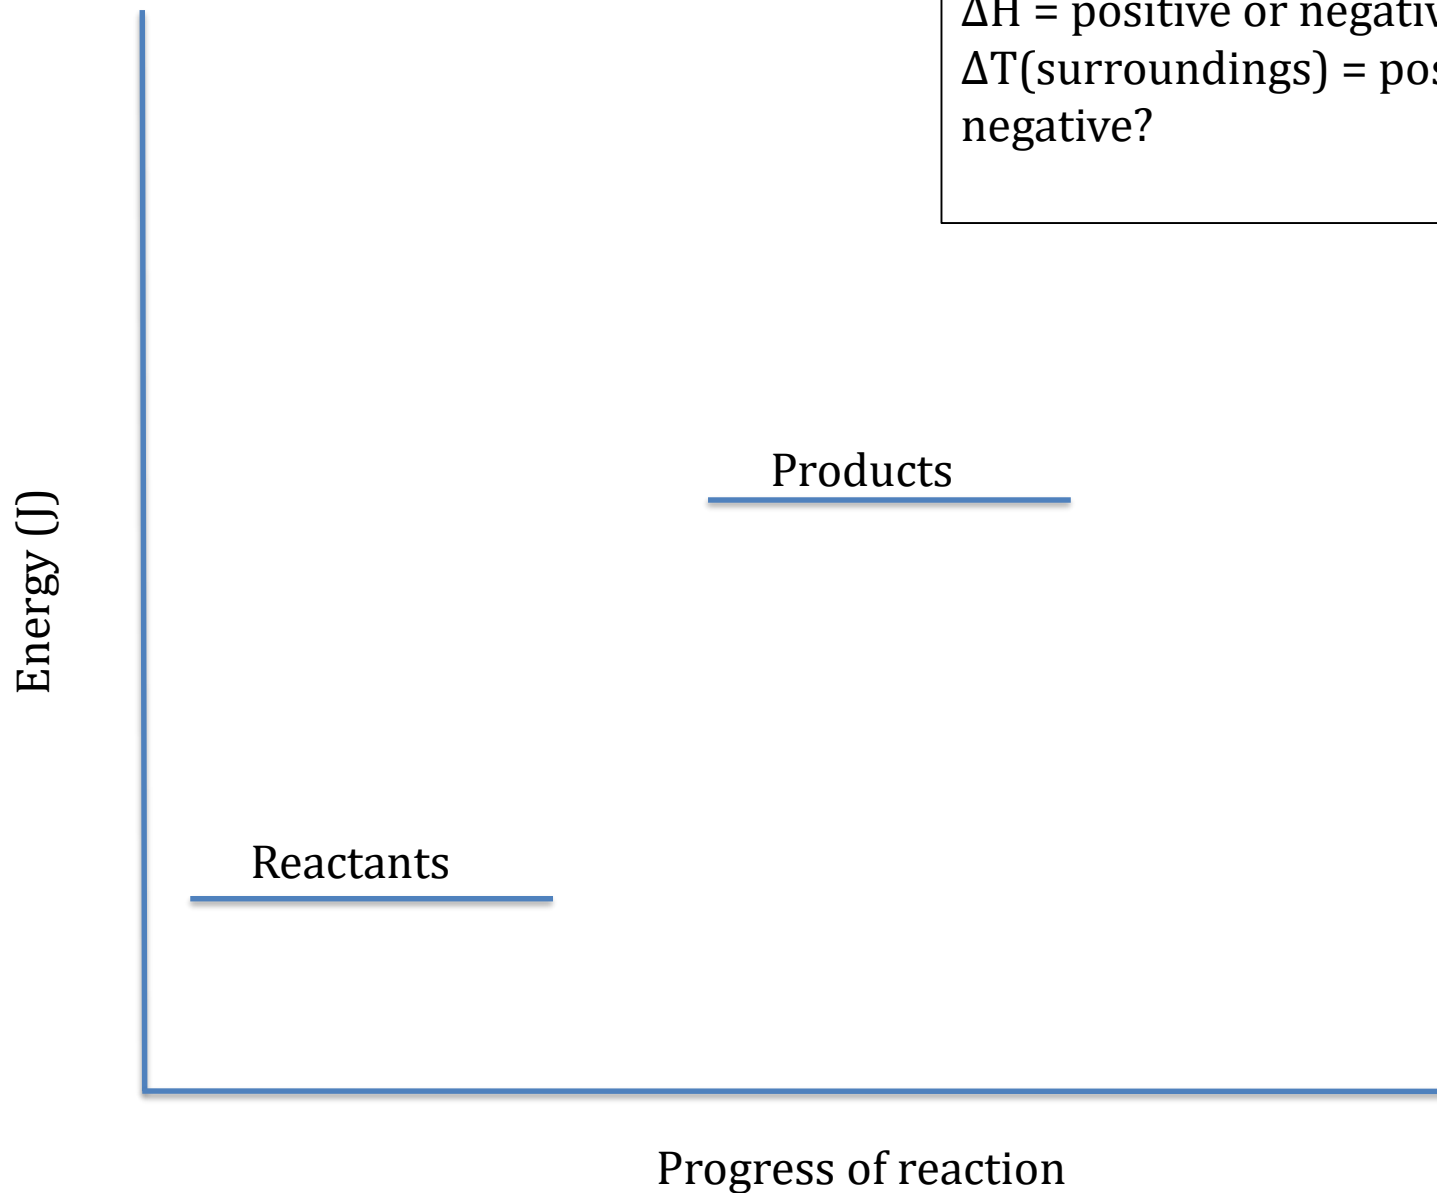 ΔH = positive or
ΔT(surroundings) =
negative?
Products
Energy (J)
Reactants
Progress of reaction